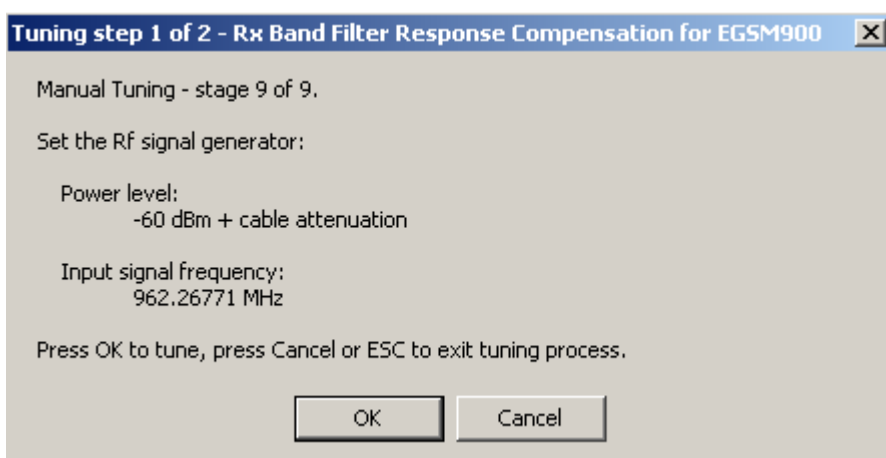 Tuning step 1 of 2 - Rx Band Filter Response Compensation for EGSM900
Manual Tuning - stage 9 of 9.
Set the Rf signal generator:
Power level:
-60 dBm + cable attenuation
Input signal frequency:
962.26771 MHz
Press OK to tune, press Cancel or ESC to exit tuning process.
OK
Cancel